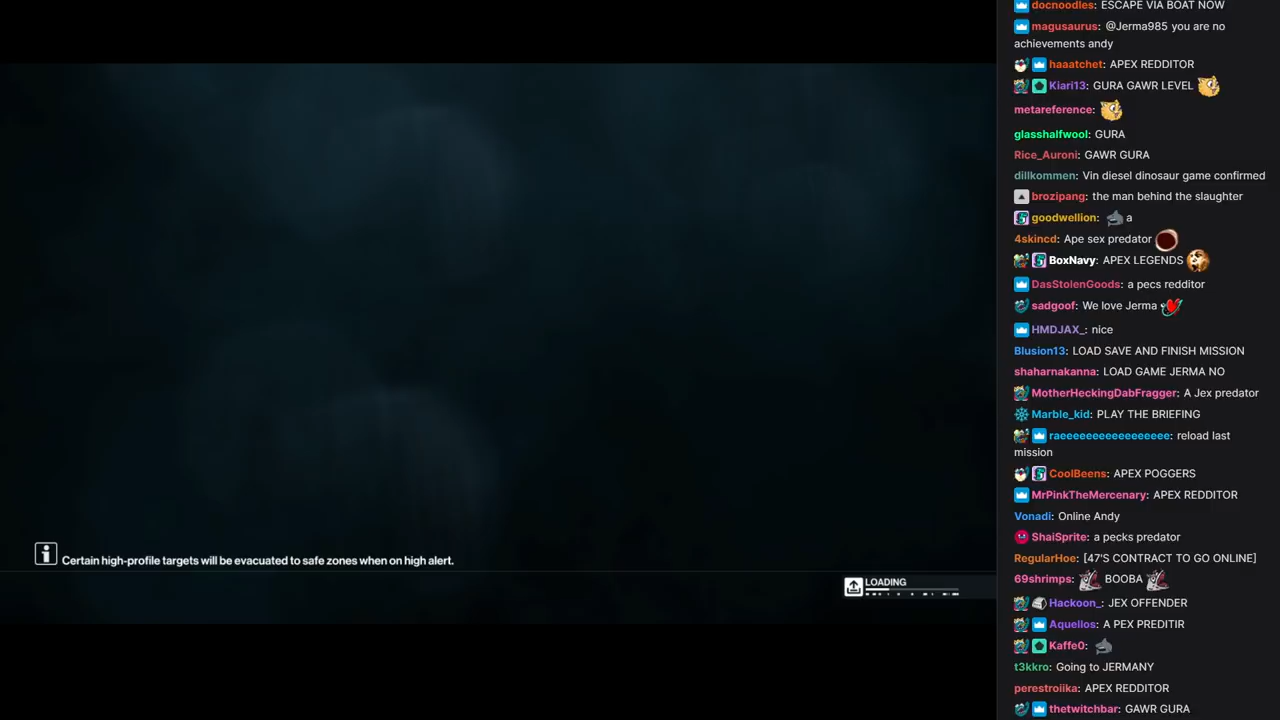 docnoodles: ESCAPE VIA BOAT NOW
magusaurus: @Jerma985 you are no
achievements andy
haaatchet: APEX REDDITOR
Kiari13: GURA GAWR LEVEL
metareference:
glasshalfwool: GURA
Rice_Auroni: GAWR GURA
dillkommen: Vin diesel dinosaur game confirmed
brozipang: the man behind the slaughter
goodwellion: a
4skincd: Ape sex predator
BoxNavy: APEX LEGENDS
DasStolenGoods: a pecs redditor
sadgoof: We love Jerma
HMDJAX_: nice
Blusion13: LOAD SAVE AND FINISH MISSION
shaharnakanna: LOAD GAME JERMA NO
MotherHeckingDabFragger: A Jex predator
Marble_kid: PLAY THE BRIEFING
raeeeeeeeeeeeeeeee: reload last
mission
CoolBeens: APEX POGGERS
MrPinkTheMercenary: APEX REDDITOR
Vonadi: Online Andy
ShaiSprite: a pecks predator
RegularHoe: [47'S CONTRACT TO GO ONLINE]
69shrimps: BOOBA
Hackoon_: JEX OFFENDER
Aquellos: A PEX PREDITIR
Kaffe0:
t3kkro: Going to JERMANY
perestroiika: APEX REDDITOR
thetwitchbar: GAWR GURA
Certain high-profile targets will be evacuated to safe zones when on high alert.
LOADING